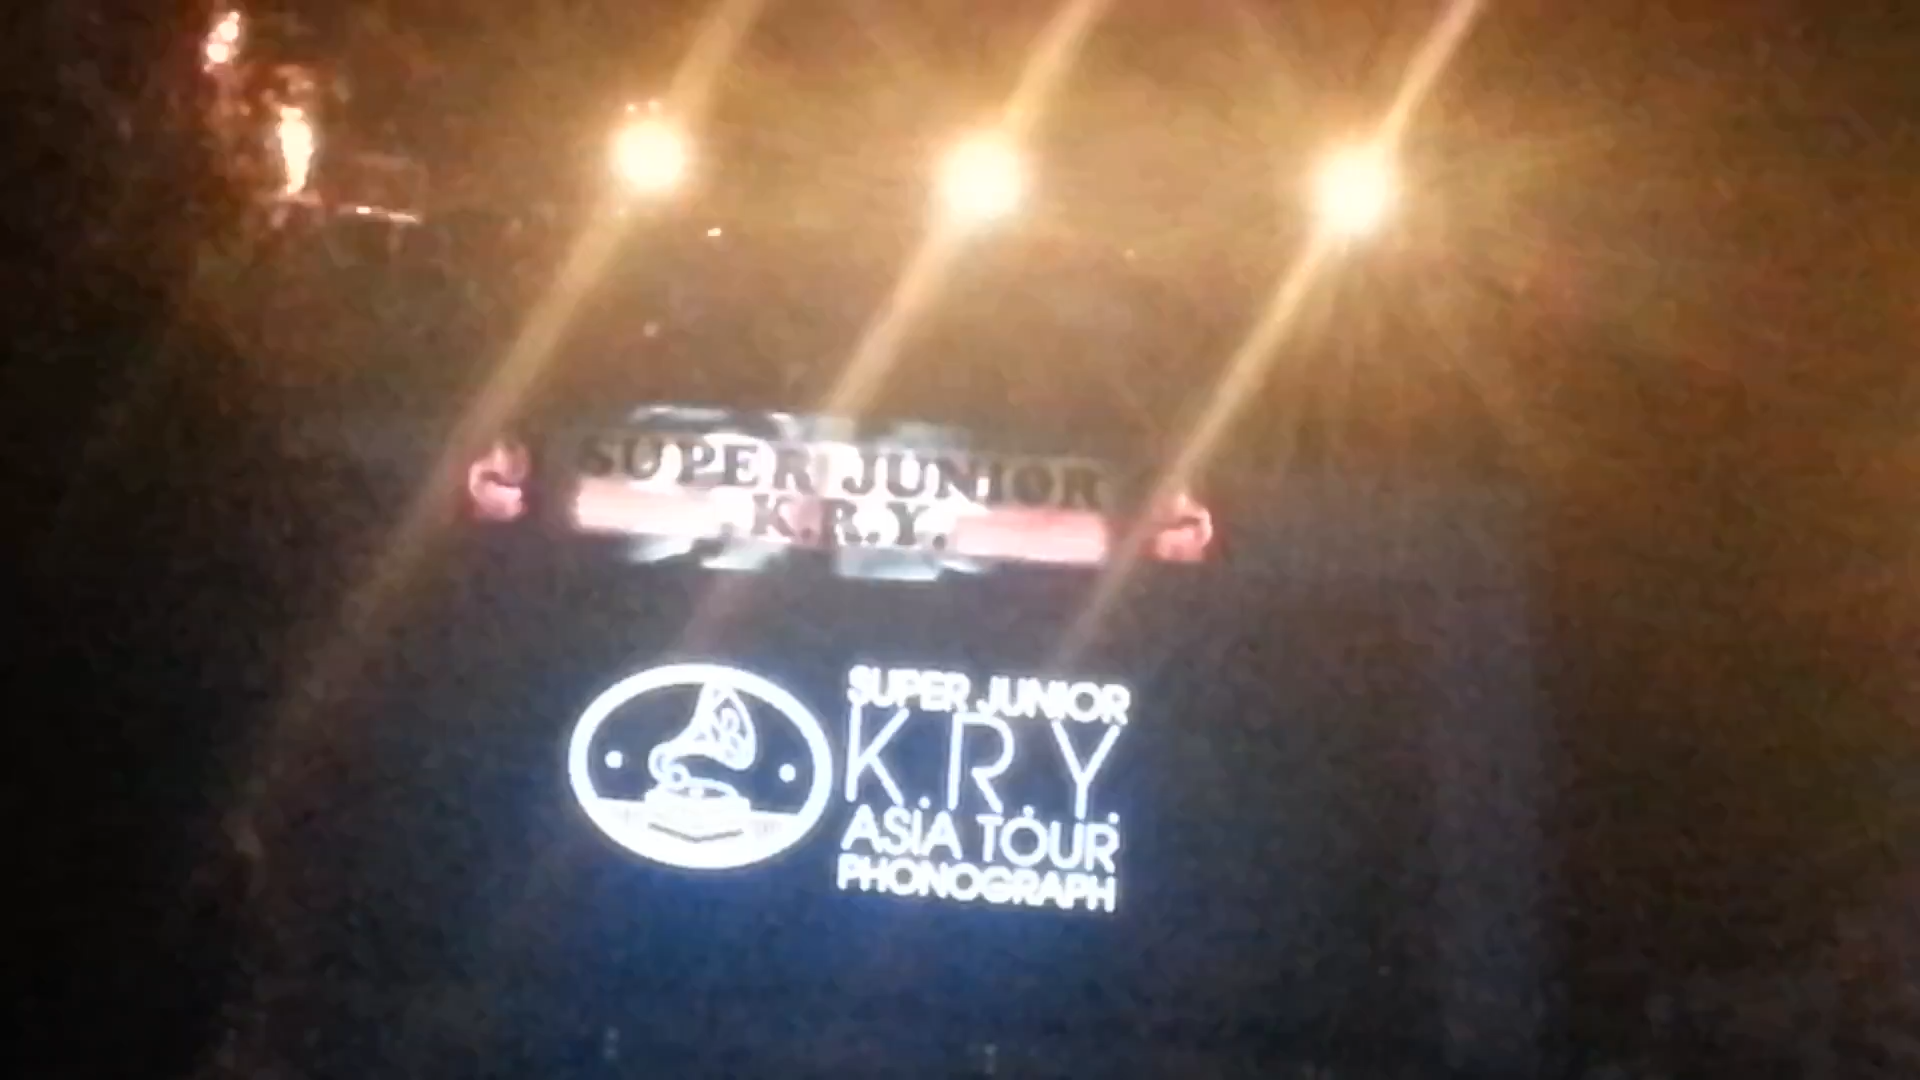 SUPER JUNIOR
K.R.Y.
SUPER JUNIOR
K.R.Y.
ASIA TOUR
PHONOGRAPH